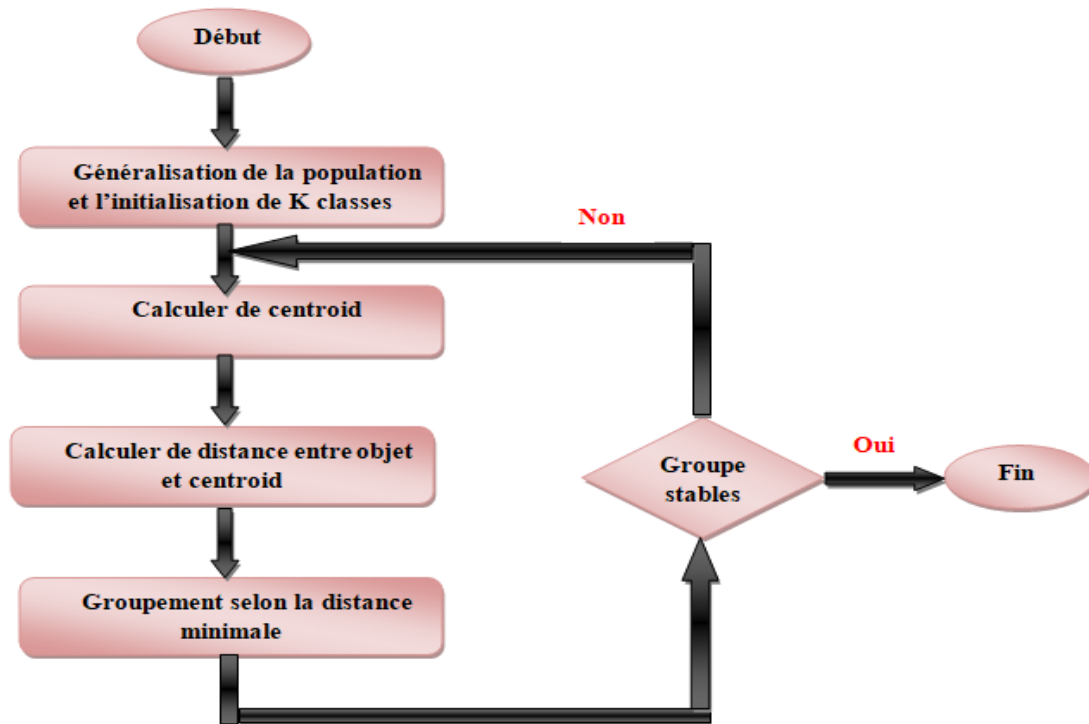 Début
Généralisation de la population
et l'initialisation de K classes
Non
Calculer de centroid
Calculer de distance entre objet
et centroid
Groupe
stables
Oui
Fin
Groupement selon la distance
minimale